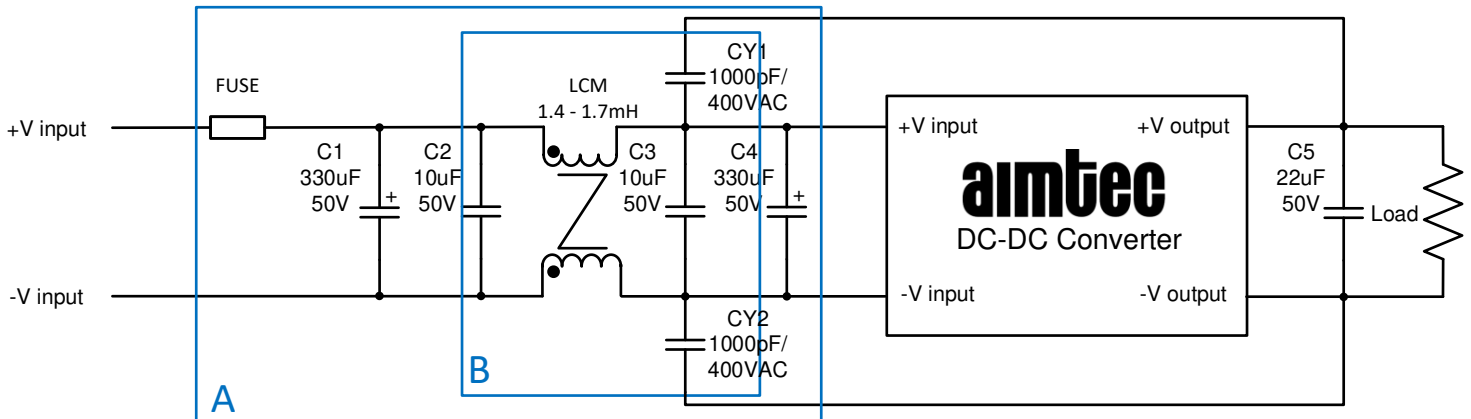 CY1
1000pF/
400VAC
FUSE
LCM
1.4 - 1.7mH
+V input
C1
330uF
50V
+
C2
10uF
50V
C3
10uF
50V
C4
330uF
50V
+
+V input
+V output
aimtec
DC-DC Converter
C5
22uF
50V
Load
-V input
-V input
-V output
CY2
1000pF/
400VAC
A
B